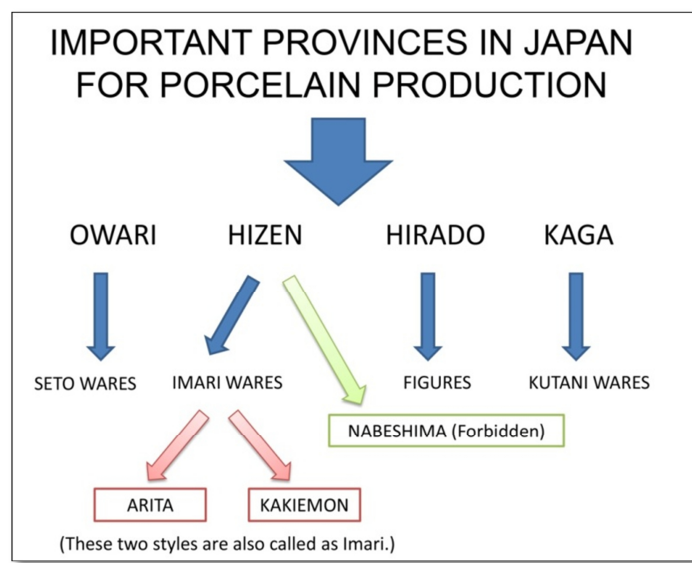 IMPORTANT PROVINCES IN JAPAN
FOR PORCELAIN PRODUCTION
OWARI HIZEN HIRADO KAGA
SETO WARES IMARI WARES FIGURES KUTANI WARES
NABESHIMA (Forbidden)
ARITA KAKIEMON
(These two styles are also called as Imari.)